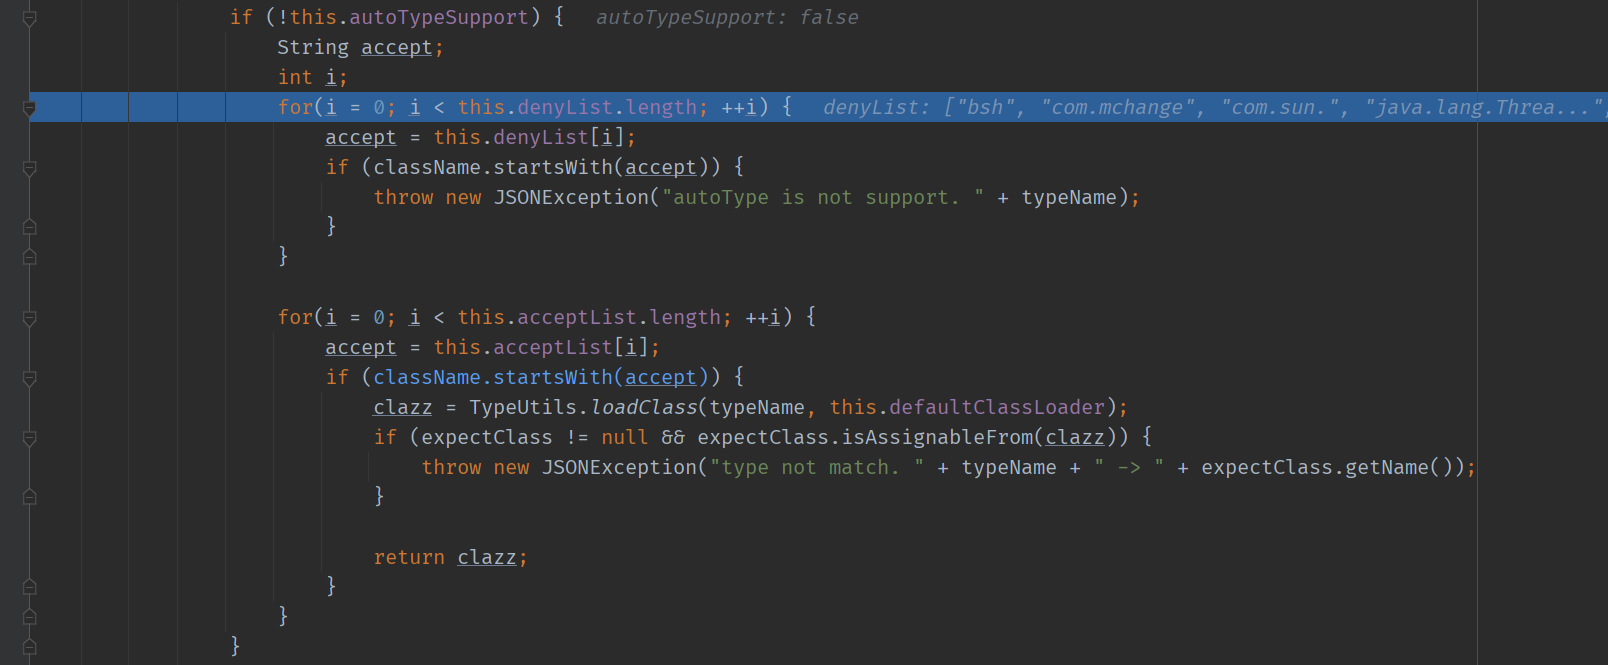 if (!this.autoTypeSupport) {   autoTypeSupport: false
String accept;
int i;
for(i = 0; i < this.denyList.length; ++i) {   denyList: ["bsh", "com.mchange", "com.sun.", "java.lang.Threa...",
accept = this.denyList[i];
if (className.startsWith(accept)) {
throw new JSONException("autoType is not support. " + typeName);
}
}
for(i = 0; i < this.acceptList.length; ++i) {
accept = this.acceptList[i];
if (className.startsWith(accept)) {
clazz = TypeUtils.loadClass(typeName, this.defaultClassLoader);
if (expectClass != null && expectClass.isAssignableFrom(clazz)) {
throw new JSONException("type not match. " + typeName + " -> " + expectClass.getName());
}
return clazz;
}
}
}